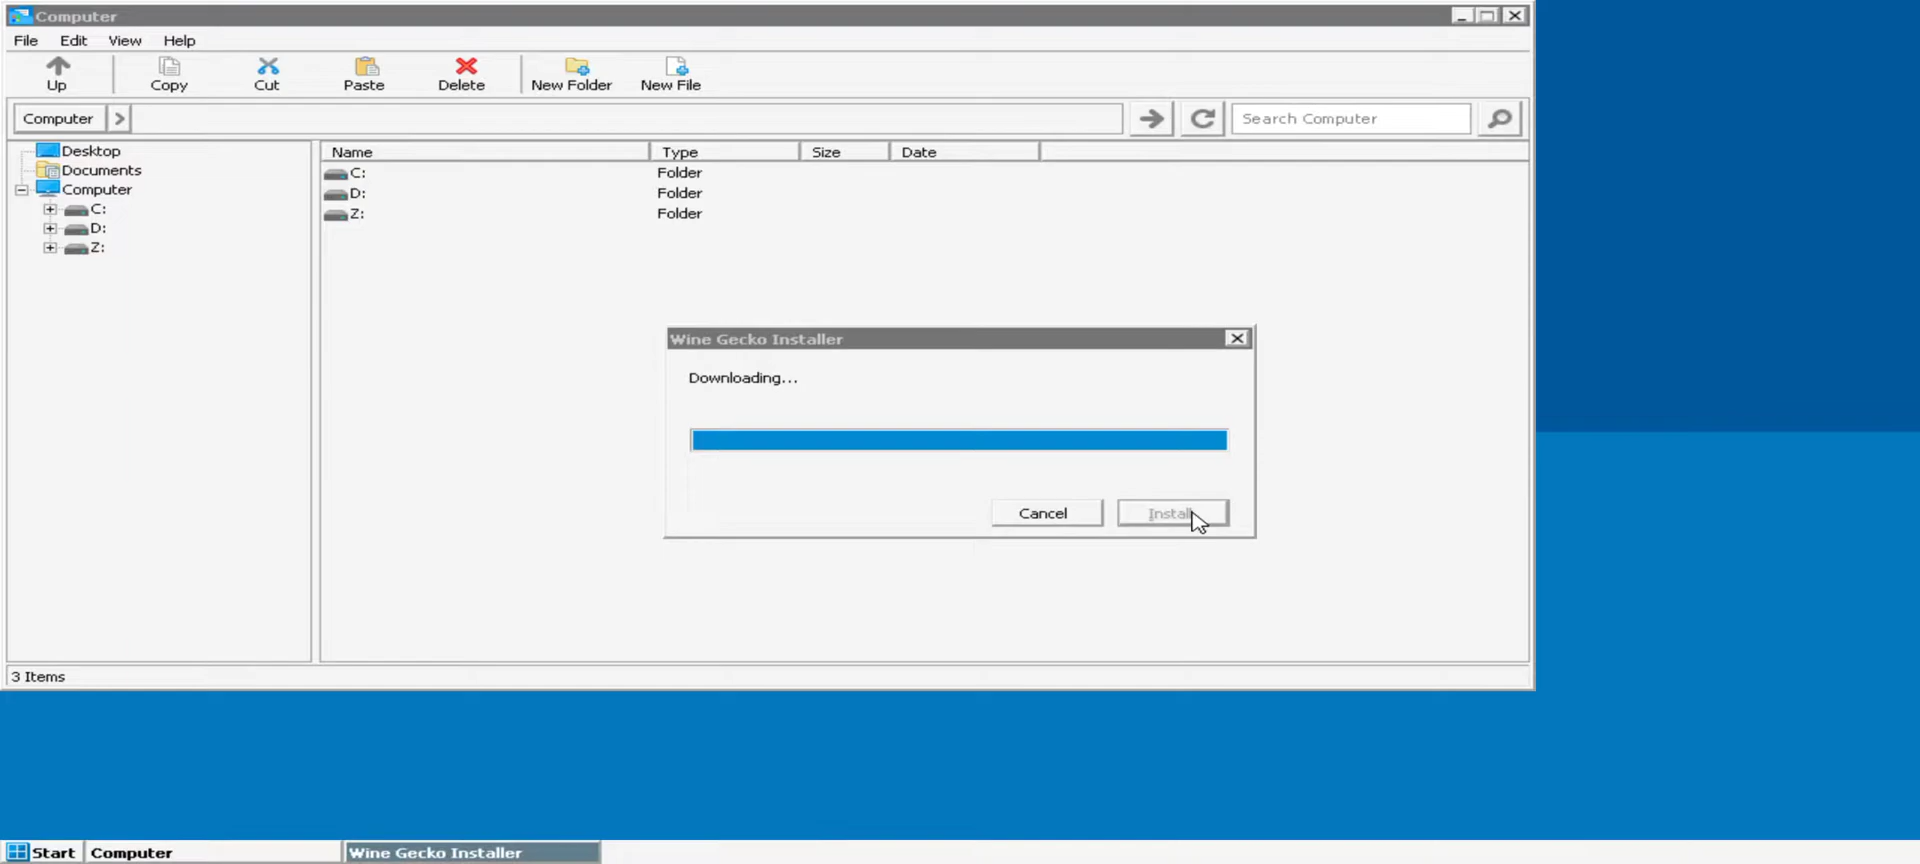 Computer
File Edit View Help
Up Copy Cut Paste Delete New Folder New File
Computer > Search Computer
Desktop
Documents
Computer
C:
D:
Z:
Name Type Size Date
C: Folder
D: Folder
Z: Folder
Wine Gecko Installer
Downloading...
Cancel Install
3 Items
Start Computer Wine Gecko Installer